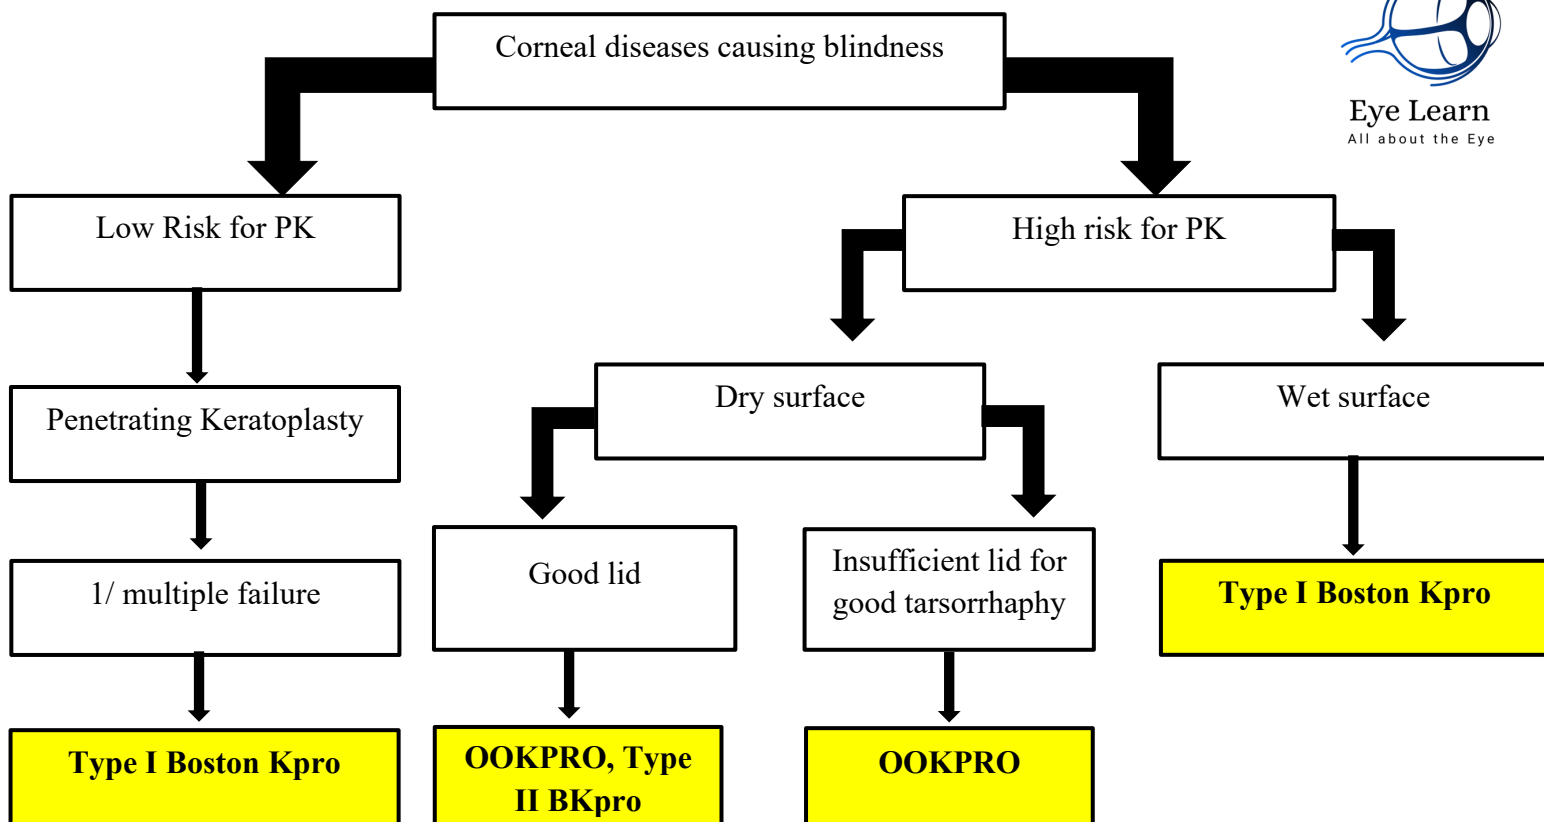 Corneal diseases causing blindness
Eye Learn
All about the Eye
Low Risk for PK
High risk for PK
Penetrating Keratoplasty
Dry surface
Wet surface
1/ multiple failure
Good lid
Insufficient lid for
good tarsorrhaphy
Type I Boston Kpro
Type I Boston Kpro
OOKPRO, Type
II BKpro
OOKPRO